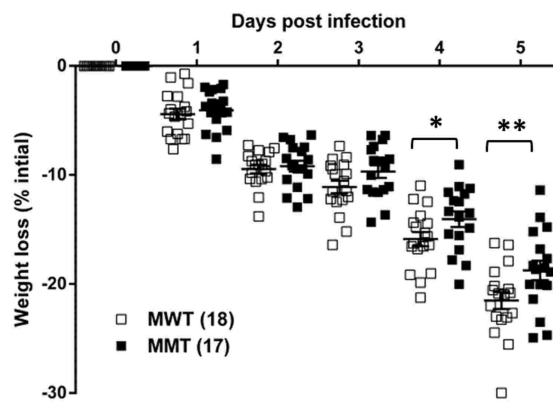 Days post infection
0 1 2 3 4 5
0
-10
-20
-30
Weight loss (% intial)
* **
MWT (18)
MMT (17)